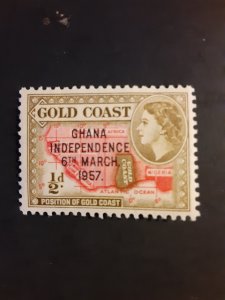 GOLD COAST
AFRICA
GHANA
INDEPENDENCE
6TH MARCH
1957.
NIGERIA
½d
ATLANTIC OCEAN
POSITION OF GOLD COAST